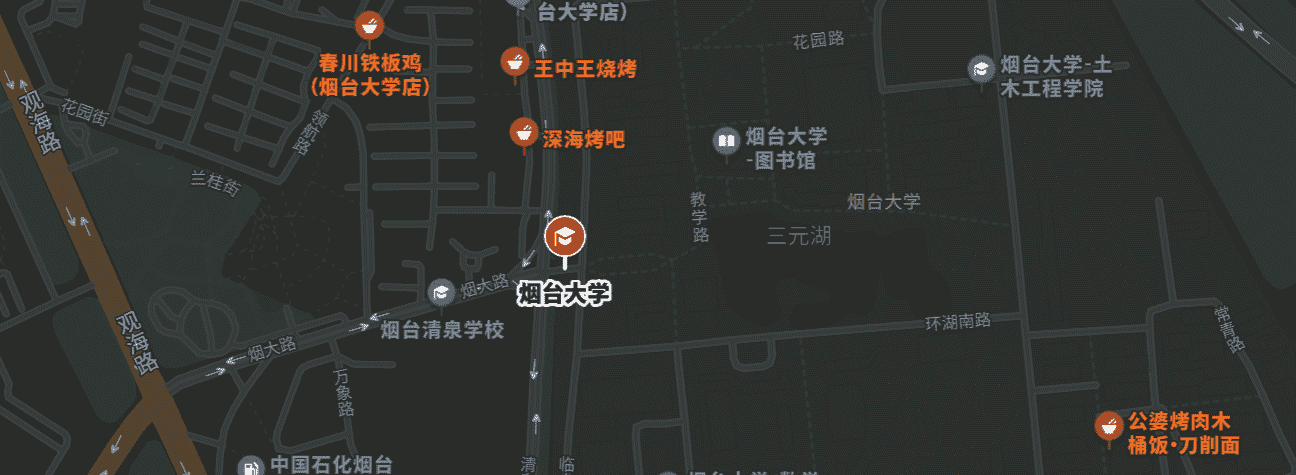 台大学店）
春川铁板鸡
（烟台大学店）
王中王烧烤
花园路
烟台大学-土
木工程学院
观海路
花园街
领航路
深海烤吧
烟台大学
-图书馆
兰桂街
教学路
烟台大学
三元湖
烟台大学
烟大路
烟台清泉学校
环湖南路
常青路
观海路
烟大路
万象路
公婆烤肉木
桶饭·刀削面
中国石化烟台
清
临